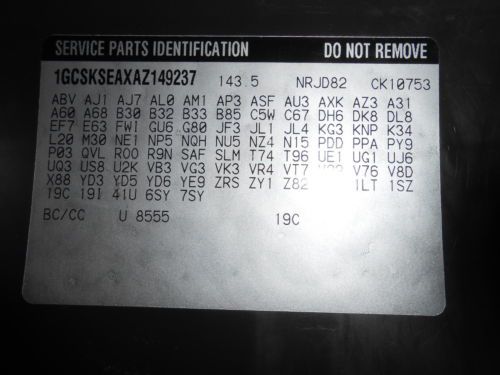 SERVICE PARTS IDENTIFICATION DO NOT REMOVE
1GCSKSEAXAZ149237 143.5 NRJD82 CK10753
ABV AJ1 AJ7 AL0 AM1 AP3 ASF AU3 AXK AZ3 A31
A60 A68 B30 B32 B33 B85 C5W C67 DH6 DK8 DL8
EF7 E63 FWI GU6 G80 JF3 JL1 JL4 KG3 KNP K34
L20 M30 NE1 NP5 NQH NU5 NZ4 N15 PDD PPA PY9
P03 QVL R00 R9N SAF SLM T74 T96 UE1 UG1 UJ6
UQ3 US8 U2K VB3 VG3 VK3 VR4 VT7 V76 V8D
X88 YD3 YD5 YD6 YE9 ZRS ZY1 Z82 1LT 1SZ
19C 19I 41U 6SY 7SY
BC/CC U 8555 19C